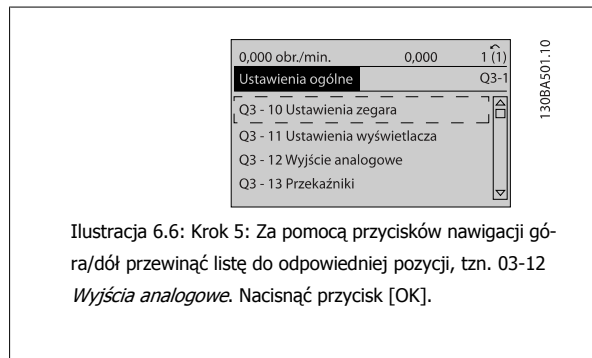 0,000 obr./min. 0,000 1 (1)
Ustawienia ogólne Q3-1
Q3 - 10 Ustawienia zegara
Q3 - 11 Ustawienia wyświetlacza
Q3 - 12 Wyjście analogowe
Q3 - 13 Przekaźniki
130BA501.10
Ilustracja 6.6: Krok 5: Za pomocą przycisków nawigacji gó-
ra/dół przewinąć listę do odpowiedniej pozycji, tzn. 03-12
Wyjścia analogowe. Nacisnąć przycisk [OK].